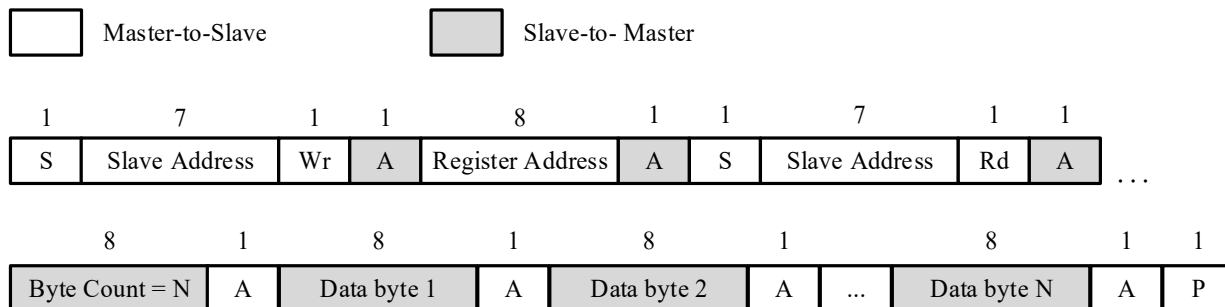 Master-to-Slave Slave-to- Master
1 7 1 1 8 1 1 7 1 1
S Slave Address Wr A Register Address A S Slave Address Rd A ...
8 1 8 1 8 1 8 1 1
Byte Count = N A Data byte 1 A Data byte 2 A ... Data byte N A P